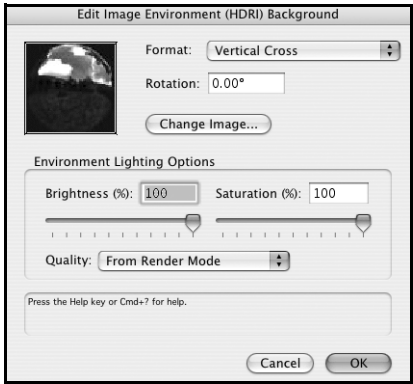 Edit Image Environment (HDRI) Background
Format: Vertical Cross
Rotation: 0.00°
Change Image...
Environment Lighting Options
Brightness (%): 100 Saturation (%): 100
Quality: From Render Mode
Press the Help key or Cmd+? for help.
Cancel OK